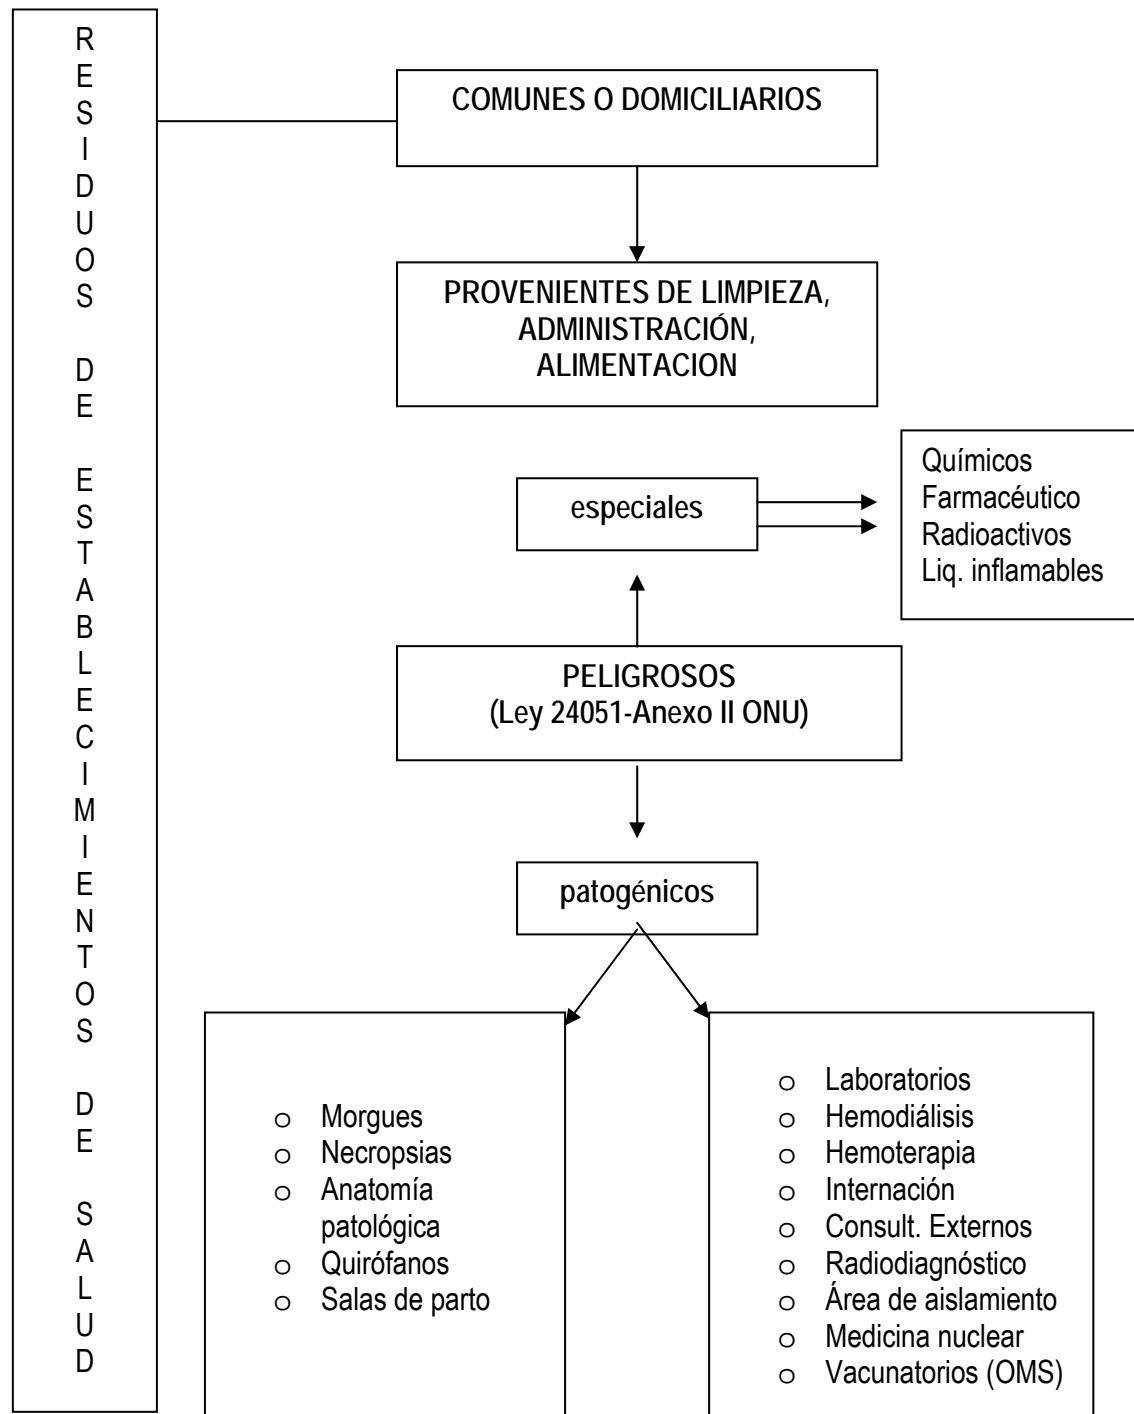 RESIDUOS DE ESTABLECIMIENTOS DE SALUD
COMUNES O DOMICILIARIOS
PROVENIENTES DE LIMPIEZA,
ADMINISTRACIÓN,
ALIMENTACION
especiales
Químicos
Farmacéutico
Radioactivos
Liq. inflamables
PELIGROSOS
(Ley 24051-Anexo II ONU)
patogénicos
o Morgues
o Necropsias
o Anatomía
patológica
o Quirófanos
o Salas de parto
o Laboratorios
o Hemodiálisis
o Hemoterapia
o Internación
o Consult. Externos
o Radiodiagnóstico
o Área de aislamiento
o Medicina nuclear
o Vacunatorios (OMS)